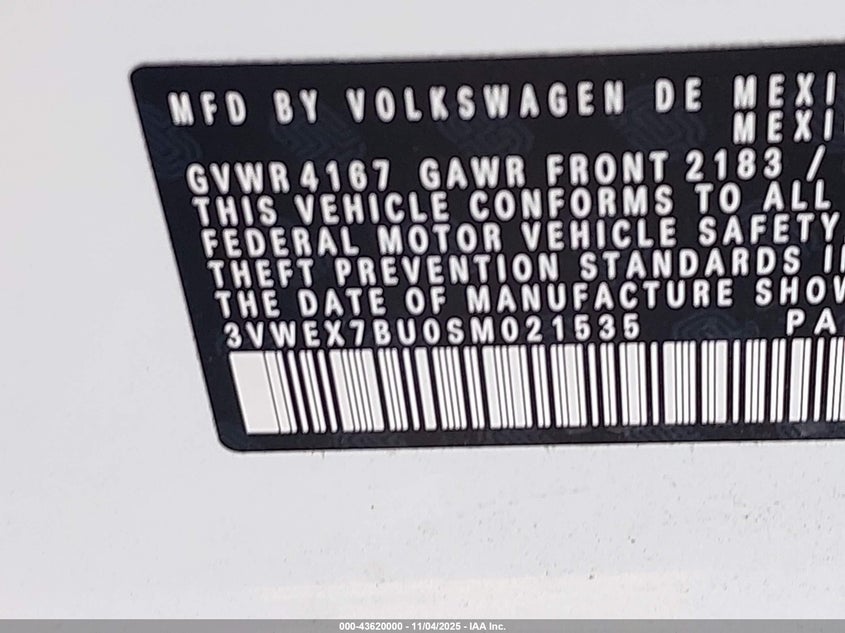 MFD BY VOLKSWAGEN DE MEXI
MEXI
GVWR 4167 GAWR FRONT 2183 /
THIS VEHICLE CONFORMS TO ALL
FEDERAL MOTOR VEHICLE SAFETY
THEFT PREVENTION STANDARDS I
THE DATE OF MANUFACTURE SHOW
3VWEX7BU0SM021535 PA
000-43620000 - 11/04/2025 - IAA Inc.